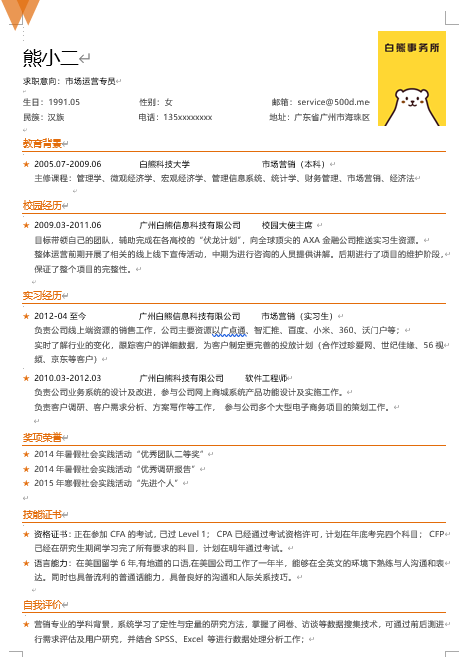 白熊事务所
熊小二
求职意向：市场运营专员
生日：1991.05 性别：女 邮箱：service@500d.me
民族：汉族 电话：135xxxxxxxx 地址：广东省广州市海珠区
教育背景
2005.07-2009.06 白熊科技大学 市场营销（本科）
主修课程：管理学、微观经济学、宏观经济学、管理信息系统、统计学、财务管理、市场营销、经济法
校园经历
2009.03-2011.06 广州白熊信息科技有限公司 校园大使主席
目标带领自己的团队，辅助完成在各高校的“伏龙计划”，向全球顶尖的 AXA 金融公司推送实习生资源。
整体运营前期开展了相关的线上线下宣传活动，中期为进行咨询的人员提供讲解。后期进行了项目的维护阶段，
保证了整个项目的完整性。
实习经历
2012-04 至今 广州白熊信息科技有限公司 市场营销（实习生）
负责公司线上端资源的销售工作，公司主要资源以广点通、智汇推、百度、小米、360、沃门户等；
实时了解行业的变化，跟踪客户的详细数据，为客户制定更完善的投放计划（合作过珍爱网、世纪佳缘、56 视
频、京东等客户）
2010.03-2012.03 广州白熊信息科技有限公司 软件工程师
负责公司业务系统的设计及改进，参与公司网上商城系统产品功能设计及实施工作。
负责客户调研、客户需求分析、方案写作等工作， 参与公司多个大型电子商务项目的策划工作。
奖项荣誉
2014 年暑假社会实践活动“优秀团队二等奖”
2014 年暑假社会实践活动“优秀调研报告”
2015 年寒假社会实践活动“先进个人”
技能证书
资格证书：正在参加 CFA 的考试，已过 Level 1； CPA 已经通过考试资格许可，计划在年底考完四个科目； CFP
已经在研究生期间学习完了所有要求的科目，计划在明年通过考试。
语言能力：在美国留学 6 年,有地道的口语,在美国公司工作了一年半，能够在全英文的环境下熟练与人沟通和表
达。同时也具备流利的普通话能力，具备良好的沟通和人际关系技巧。
自我评价
营销专业的学科背景，系统学习了定性与定量的研究方法，掌握了问卷、访谈等数据搜集技术，可通过前后测进
行需求评估及用户研究，并结合 SPSS、Excel 等进行数据处理分析工作；